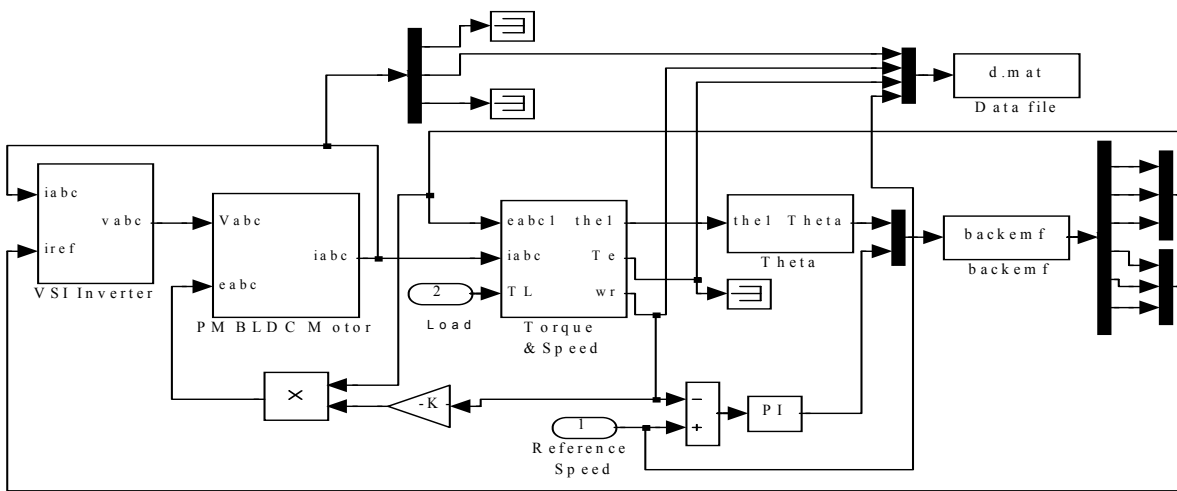 d.mat
Data file
iabc
vabc
iref
VSI Inverter
Vabc
iabc
eabc
PM BLDC Motor
eabc1
the1
iabc
Te
TL
wr
Torque
& Speed
2
Load
the1 Theta
Theta
backemf
backemf
×
-K
−
+
PI
1
Reference
Speed